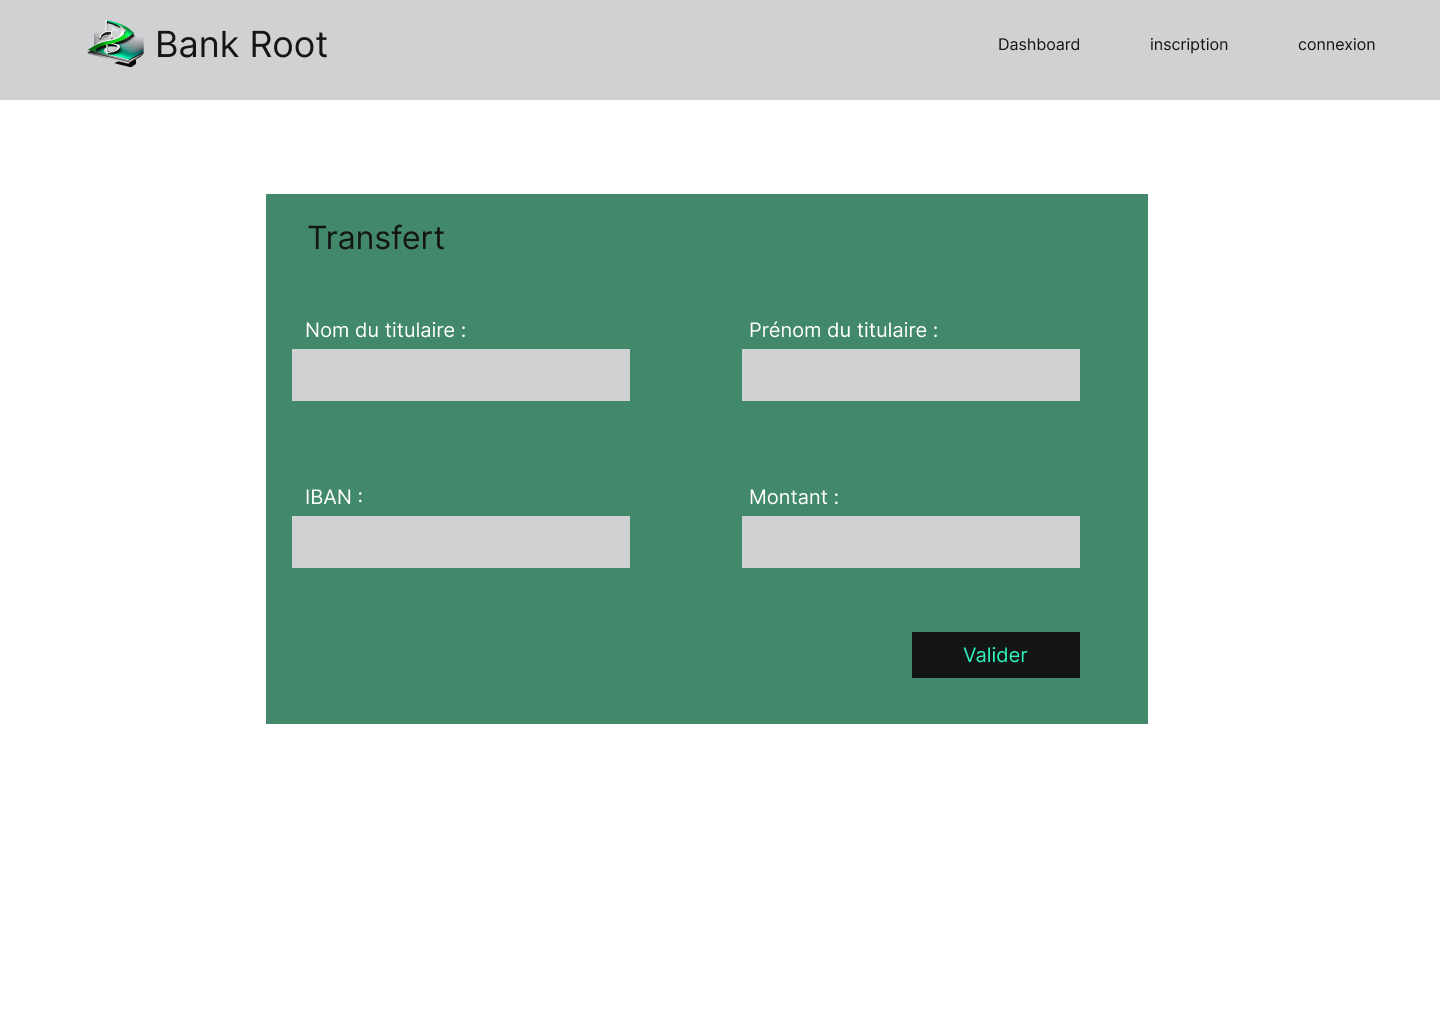 Bank Root
Dashboard
inscription
connexion
Transfert
Nom du titulaire :
Prénom du titulaire :
IBAN :
Montant :
Valider